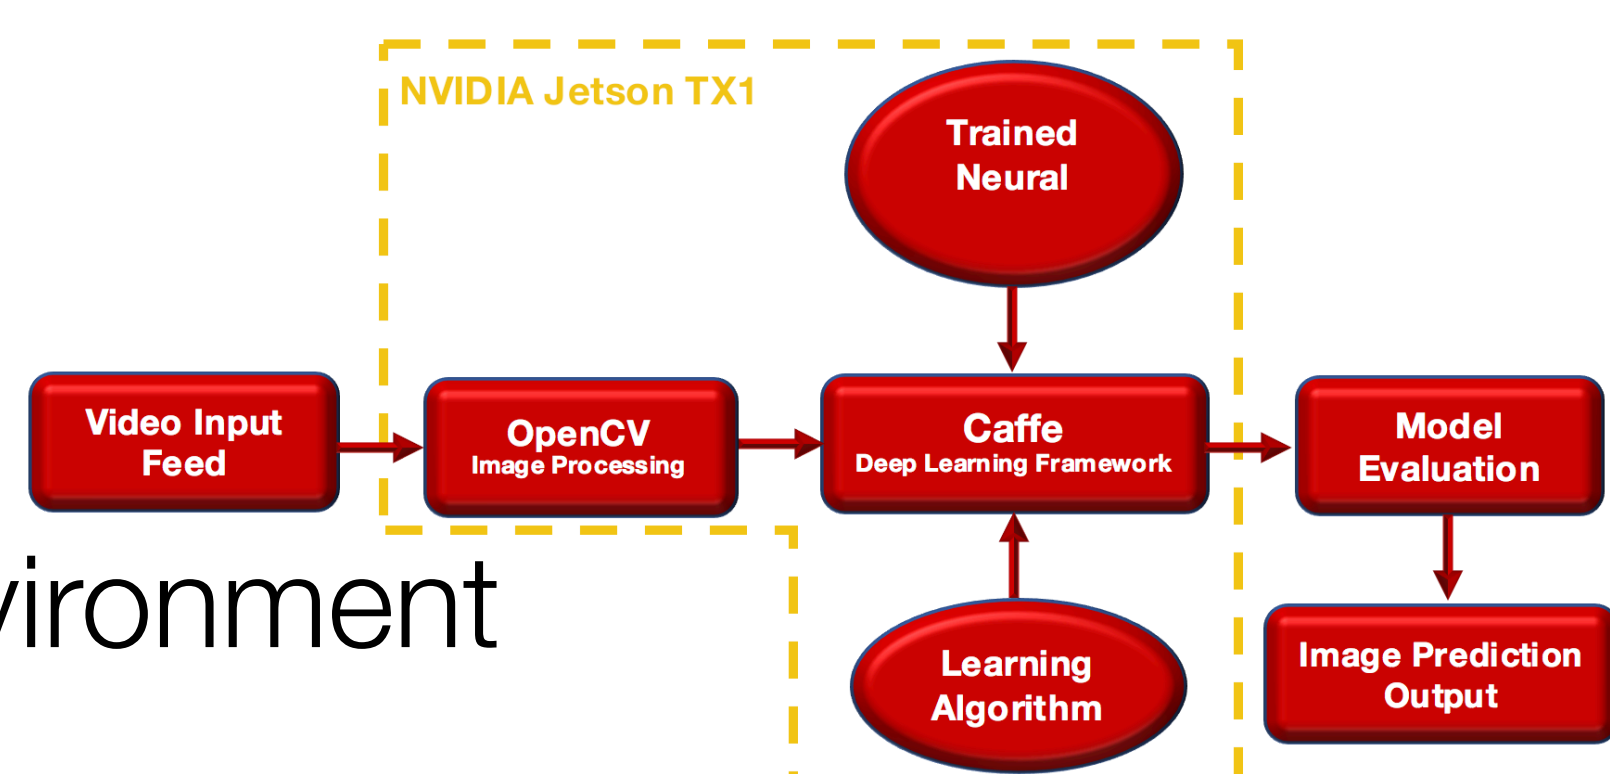 NVIDIA Jetson TX1
Trained
Neural
Video Input
Feed
OpenCV
Image Processing
Caffe
Deep Learning Framework
Model
Evaluation
vironment
Learning
Algorithm
Image Prediction
Output